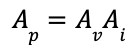 A_p = A_v A_i